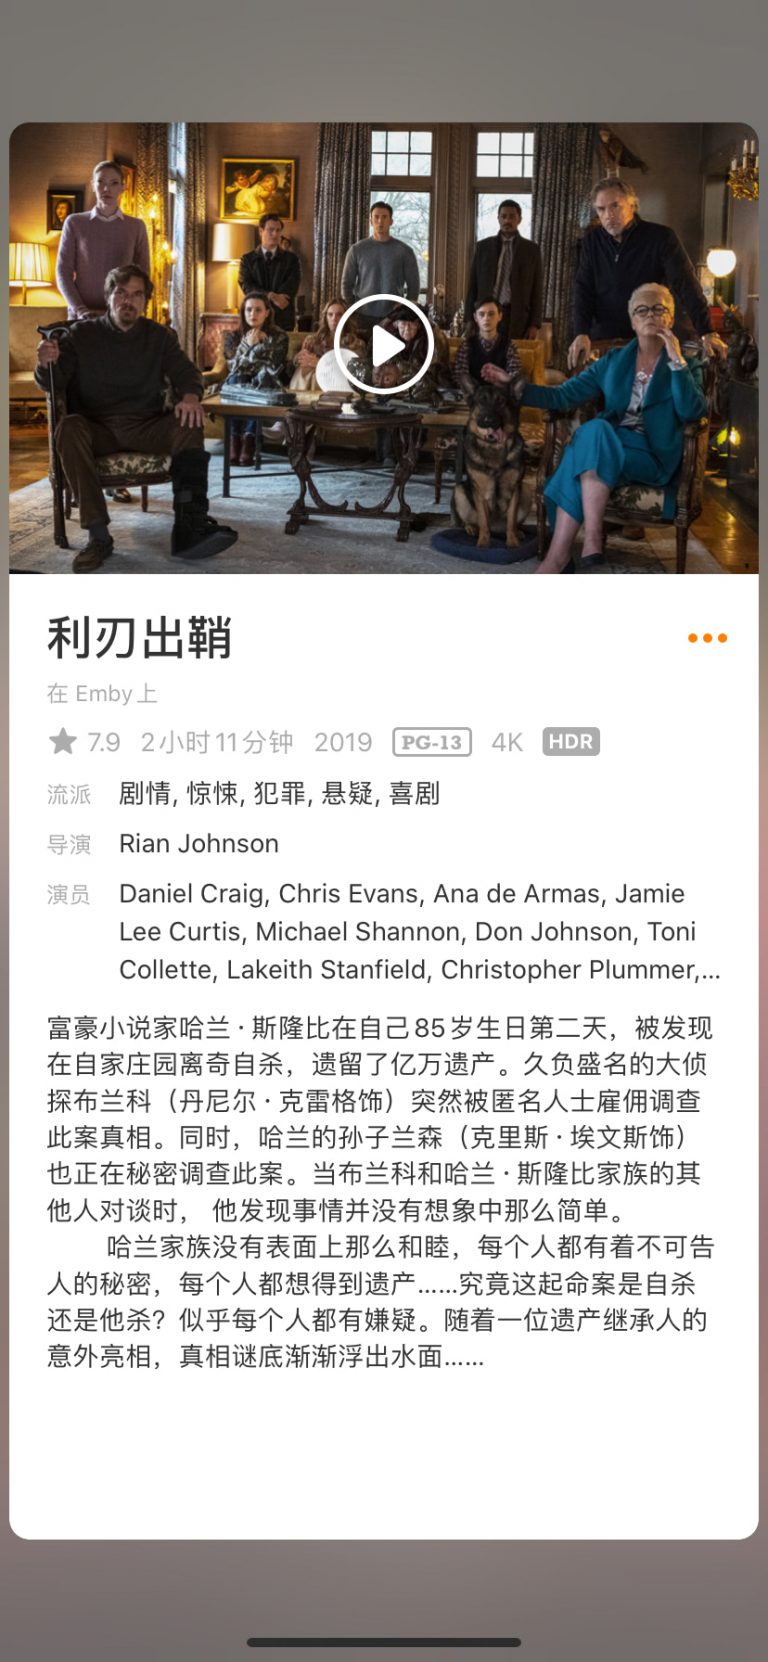 利刃出鞘
在 Emby 上
7.9 2小时11分钟 2019 PG-13 4K HDR
流派 剧情, 惊悚, 犯罪, 悬疑, 喜剧
导演 Rian Johnson
演员 Daniel Craig, Chris Evans, Ana de Armas, Jamie
Lee Curtis, Michael Shannon, Don Johnson, Toni
Collette, Lakeith Stanfield, Christopher Plummer,...
富豪小说家哈兰·斯隆比在自己85岁生日第二天，被发现
在自家庄园离奇自杀，遗留了亿万遗产。久负盛名的大侦
探布兰科（丹尼尔·克雷格饰）突然被匿名人士雇佣调查
此案真相。同时，哈兰的孙子兰森（克里斯·埃文斯饰）
也正在秘密调查此案。当布兰科和哈兰·斯隆比家族的其
他人对谈时， 他发现事情并没有想象中那么简单。
哈兰家族没有表面上那么和睦，每个人都有着不可告
人的秘密，每个人都想得到遗产……究竟这起命案是自杀
还是他杀？似乎每个人都有嫌疑。随着一位遗产继承人的
意外亮相，真相谜底渐渐浮出水面……